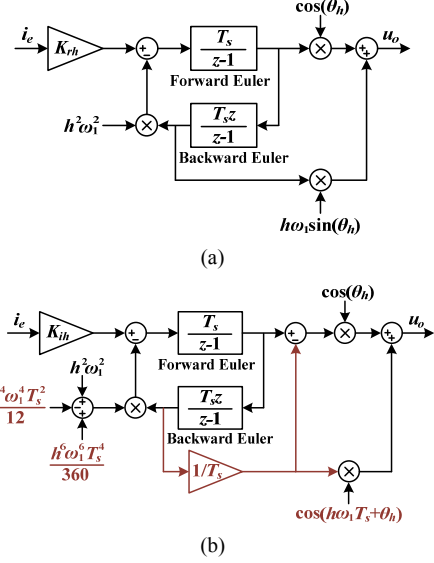 cos(θh)
ie
Krh
Ts
z-1
uo
Forward Euler
h²ω₁²
Tsz
z-1
Backward Euler
hω₁sin(θh)
(a)
cos(θh)
ie
Kih
Ts
z-1
uo
Forward Euler
h²ω₁²
⁴ω₁⁴Ts²
12
Tsz
z-1
Backward Euler
h⁶ω₁⁶Ts⁴
360
1/Ts
cos(hω₁Ts+θh)
(b)